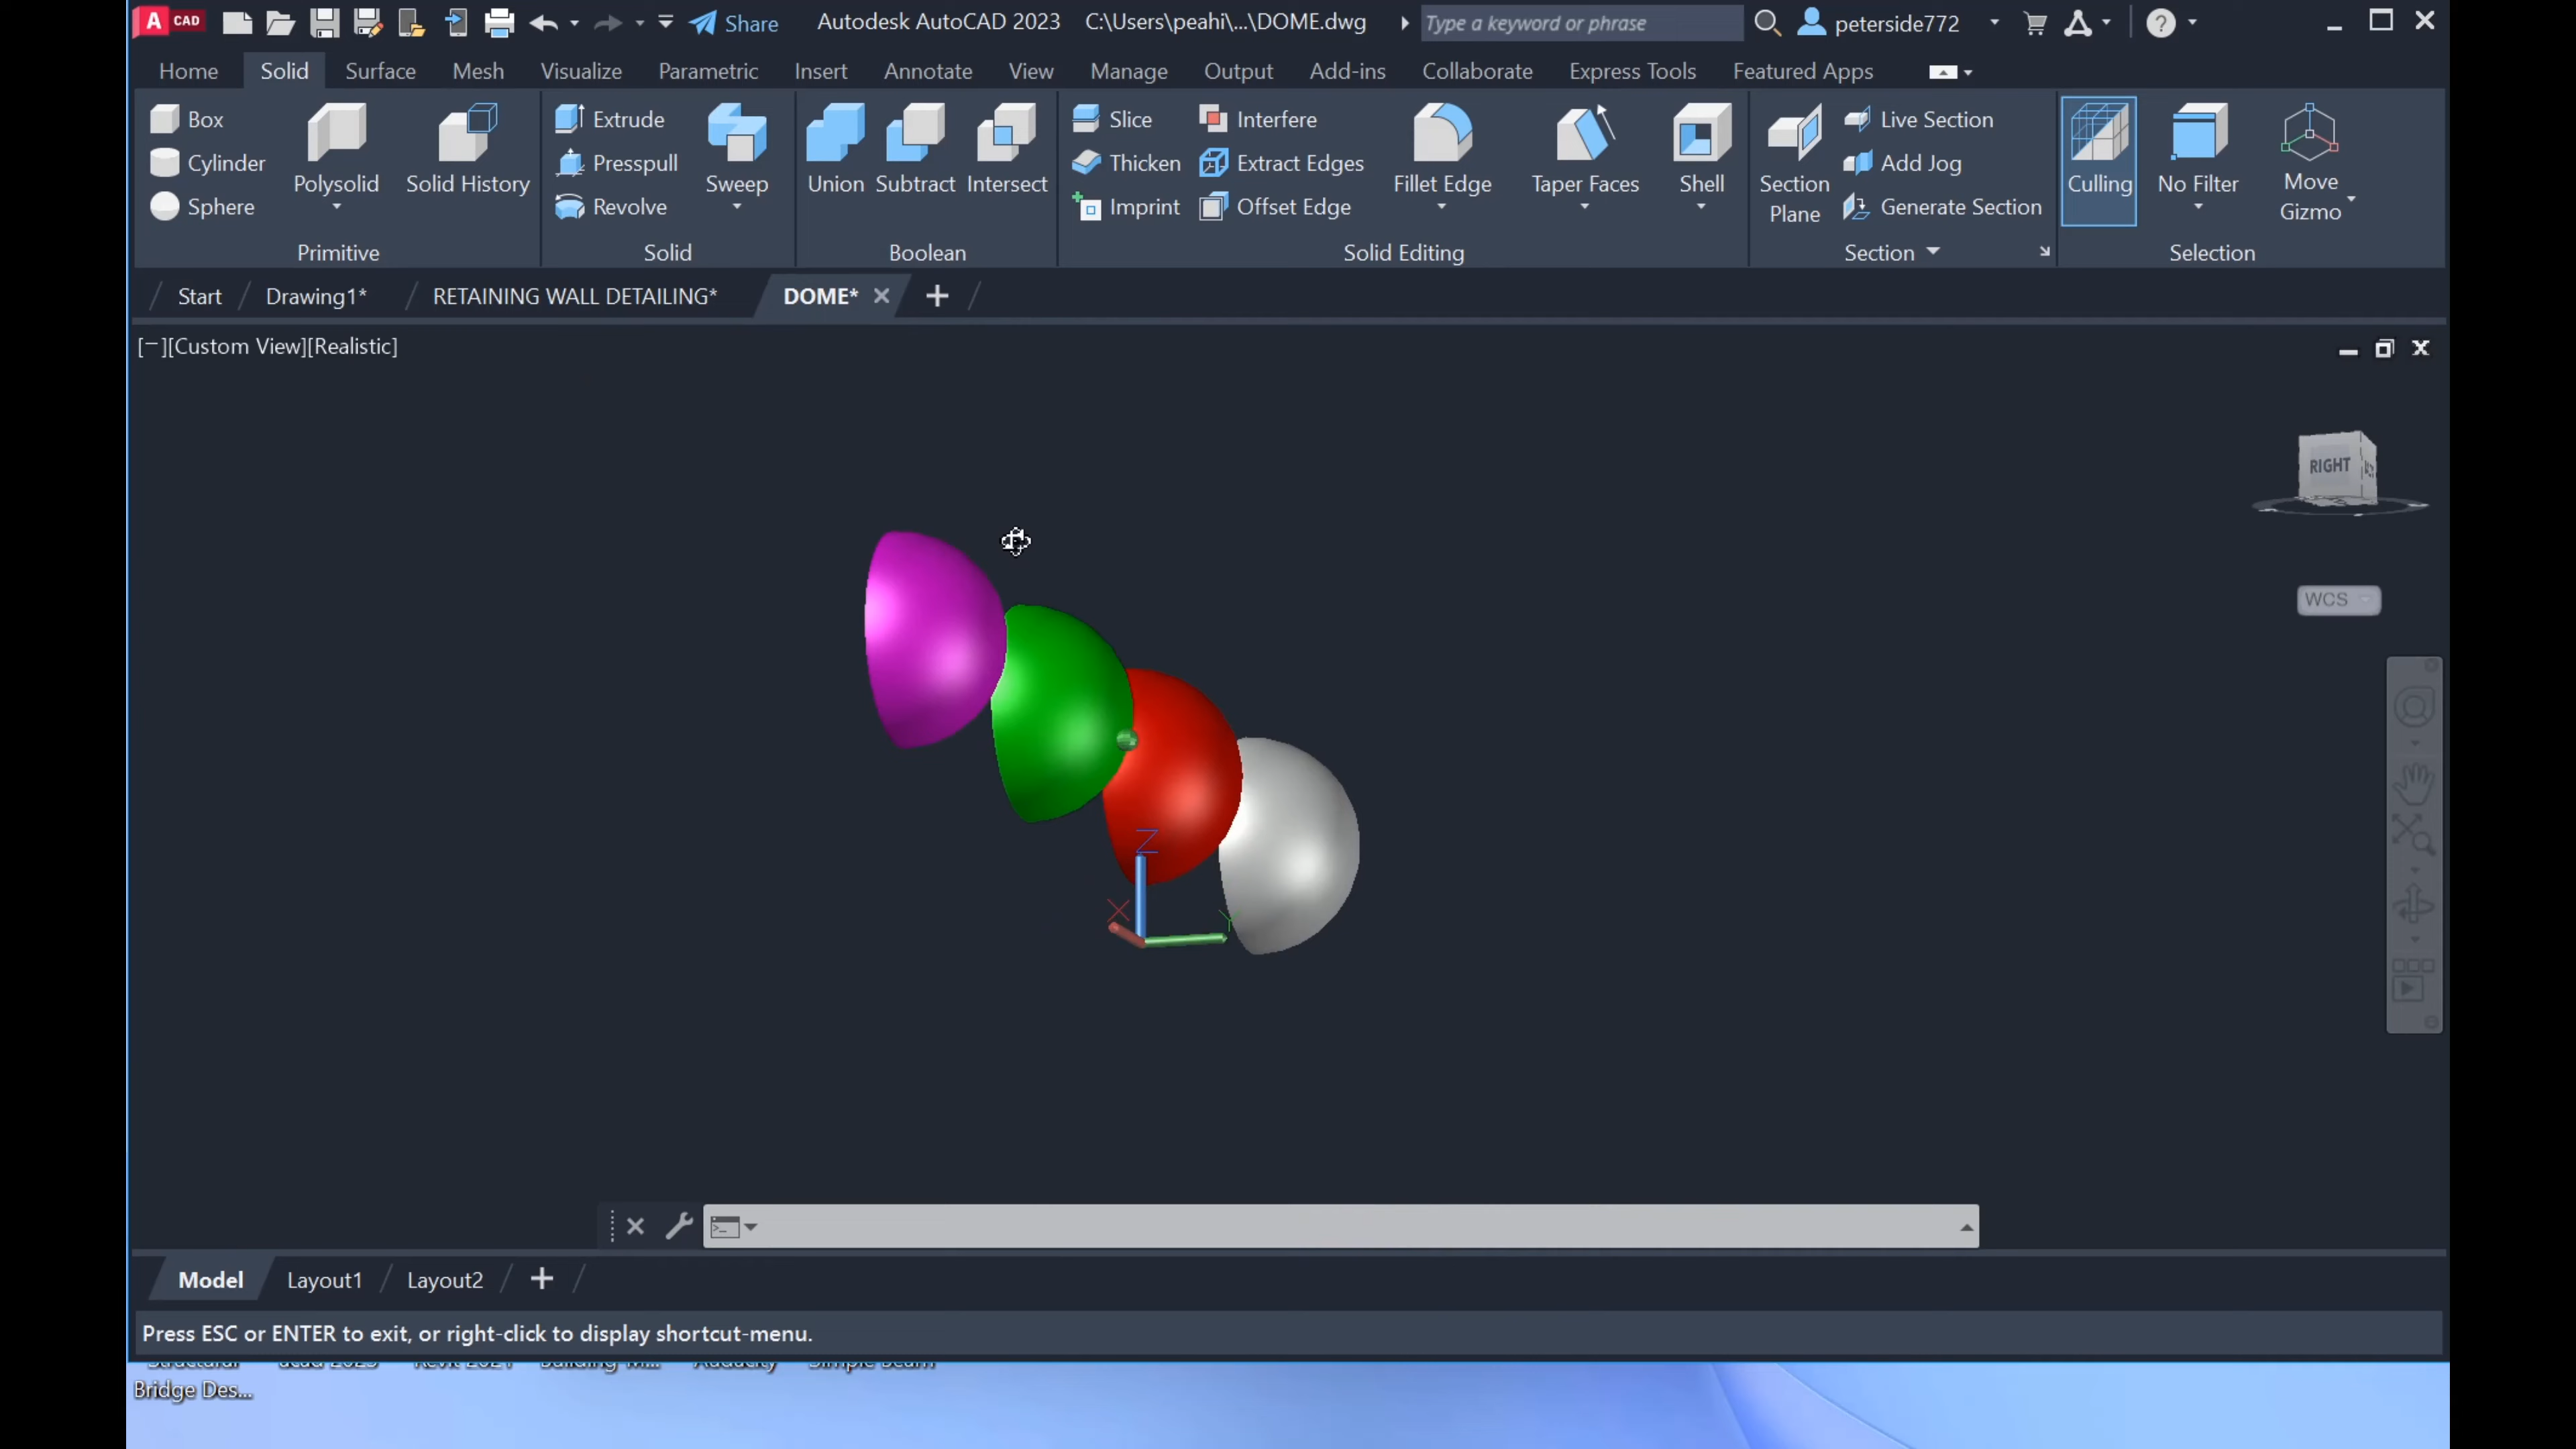 A CAD
Share
Autodesk AutoCAD 2023 C:\Users\peahi\...\DOME.dwg
Type a keyword or phrase
peterside772
Home Solid Surface Mesh Visualize Parametric Insert Annotate View Manage Output Add-ins Collaborate Express Tools Featured Apps
Box
Cylinder
Sphere
Polysolid
Solid History
Primitive
Extrude
Presspull
Revolve
Sweep
Solid
Union Subtract Intersect
Boolean
Slice
Thicken
Imprint
Interfere
Extract Edges
Offset Edge
Fillet Edge
Taper Faces
Shell
Solid Editing
Section
Plane
Live Section
Add Jog
Generate Section
Section
Culling
No Filter
Move
Gizmo
Selection
Start Drawing1* RETAINING WALL DETAILING* DOME*
[−][Custom View][Realistic]
RIGHT
WCS
Z
X
Y
Model Layout1 Layout2
Press ESC or ENTER to exit, or right-click to display shortcut-menu.
Bridge Des...